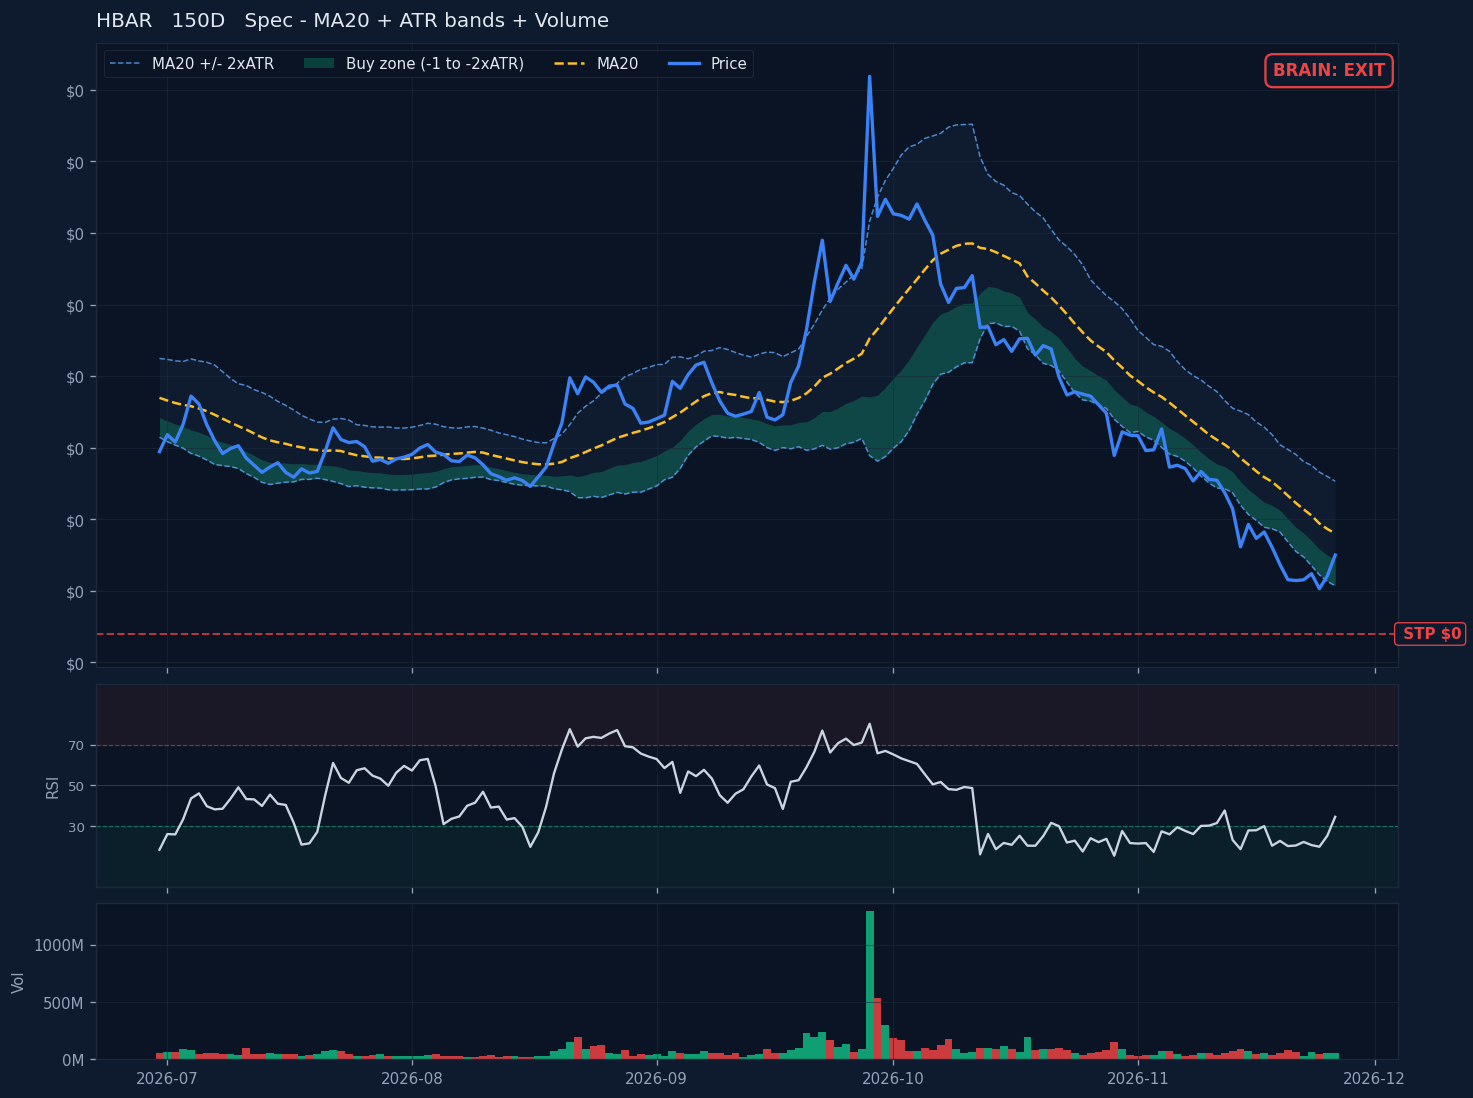 HBAR 150D Spec - MA20 + ATR bands + Volume
MA20 +/- 2xATR
Buy zone (-1 to -2xATR)
MA20
Price
BRAIN: EXIT
$0
$0
$0
$0
$0
$0
$0
$0
$0
STP $0
RSI
70
50
30
Vol
1000M
500M
0M
2026-07
2026-08
2026-09
2026-10
2026-11
2026-12